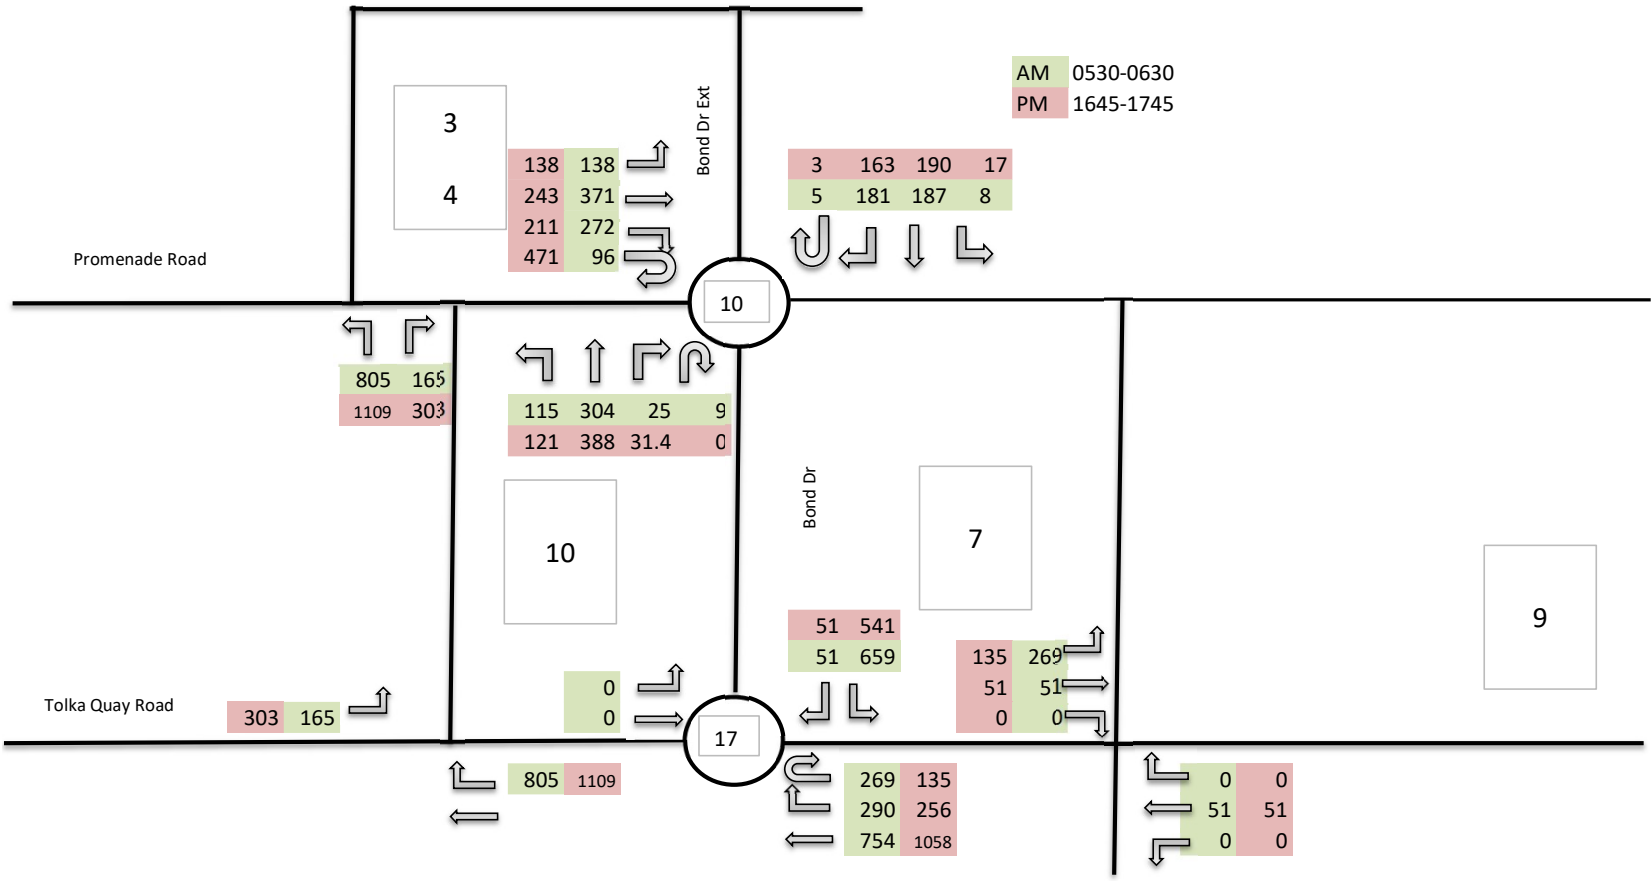 AM 0530-0630
PM 1645-1745
3
4
Bond Dr Ext
138 138
243 371
211 272
471 96
3 163 190 17
5 181 187 8
Promenade Road
10
805 165
1109 303
115 304 25 9
121 388 31.4 0
Bond Dr
10
7
9
51 541
51 659
135 269
51 51
0 0
0
0
Tolka Quay Road
303 165
17
805 1109
269 135
290 256
754 1058
0 0
51 51
0 0